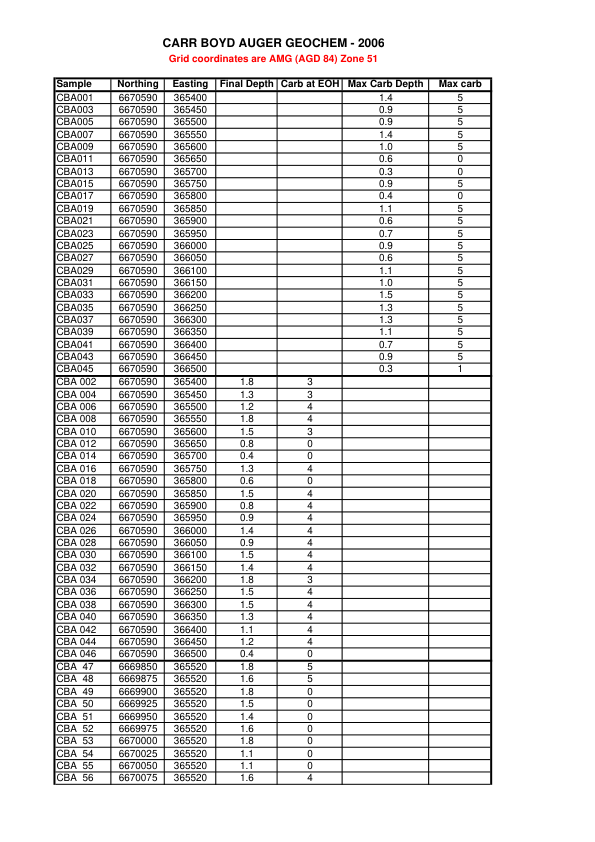 CARR BOYD AUGER GEOCHEM - 2006
Grid coordinates are AMG (AGD 84) Zone 51
Sample Northing Easting Final Depth Carb at EOH Max Carb Depth Max carb
CBA001 6670590 365400 1.4 5
CBA003 6670590 365450 0.9 5
CBA005 6670590 365500 0.9 5
CBA007 6670590 365550 1.4 5
CBA009 6670590 365600 1.0 5
CBA011 6670590 365650 0.6 0
CBA013 6670590 365700 0.3 0
CBA015 6670590 365750 0.9 5
CBA017 6670590 365800 0.4 0
CBA019 6670590 365850 1.1 5
CBA021 6670590 365900 0.6 5
CBA023 6670590 365950 0.7 5
CBA025 6670590 366000 0.9 5
CBA027 6670590 366050 0.6 5
CBA029 6670590 366100 1.1 5
CBA031 6670590 366150 1.0 5
CBA033 6670590 366200 1.5 5
CBA035 6670590 366250 1.3 5
CBA037 6670590 366300 1.3 5
CBA039 6670590 366350 1.1 5
CBA041 6670590 366400 0.7 5
CBA043 6670590 366450 0.9 5
CBA045 6670590 366500 0.3 1
CBA 002 6670590 365400 1.8 3
CBA 004 6670590 365450 1.3 3
CBA 006 6670590 365500 1.2 4
CBA 008 6670590 365550 1.8 4
CBA 010 6670590 365600 1.5 3
CBA 012 6670590 365650 0.8 0
CBA 014 6670590 365700 0.4 0
CBA 016 6670590 365750 1.3 4
CBA 018 6670590 365800 0.6 0
CBA 020 6670590 365850 1.5 4
CBA 022 6670590 365900 0.8 4
CBA 024 6670590 365950 0.9 4
CBA 026 6670590 366000 1.4 4
CBA 028 6670590 366050 0.9 4
CBA 030 6670590 366100 1.5 4
CBA 032 6670590 366150 1.4 4
CBA 034 6670590 366200 1.8 3
CBA 036 6670590 366250 1.5 4
CBA 038 6670590 366300 1.5 4
CBA 040 6670590 366350 1.3 4
CBA 042 6670590 366400 1.1 4
CBA 044 6670590 366450 1.2 4
CBA 046 6670590 366500 0.4 0
CBA 47 6669850 365520 1.8 5
CBA 48 6669875 365520 1.6 5
CBA 49 6669900 365520 1.8 0
CBA 50 6669925 365520 1.5 0
CBA 51 6669950 365520 1.4 0
CBA 52 6669975 365520 1.6 0
CBA 53 6670000 365520 1.8 0
CBA 54 6670025 365520 1.1 0
CBA 55 6670050 365520 1.1 0
CBA 56 6670075 365520 1.6 4